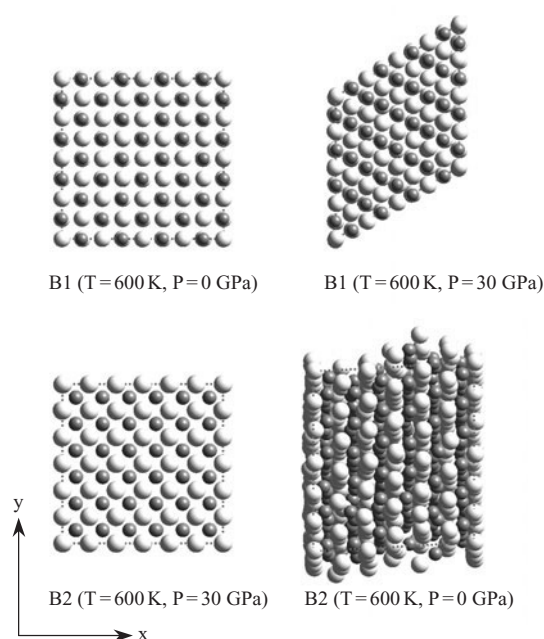 B1 (T=600 K, P=0 GPa)
B1 (T=600 K, P=30 GPa)
B2 (T=600 K, P=30 GPa)
B2 (T=600 K, P=0 GPa)
y
x